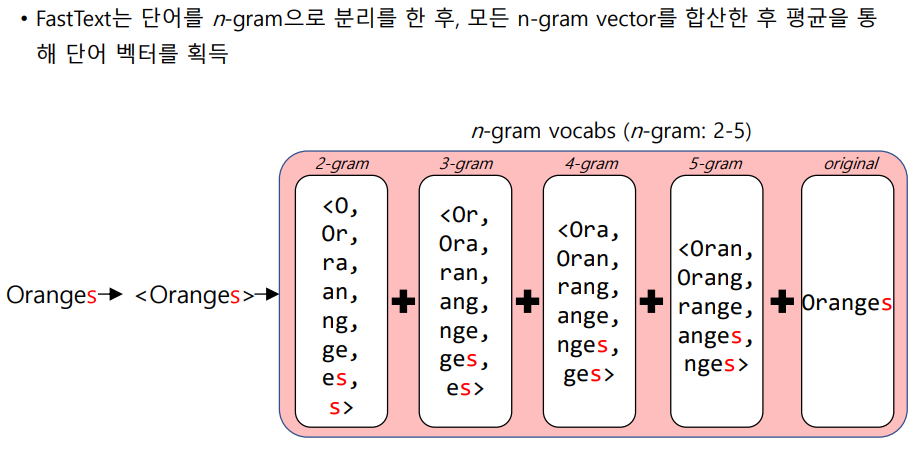 • FastText는 단어를 n-gram으로 분리를 한 후, 모든 n-gram vector를 합산한 후 평균을 통
해 단어 벡터를 획득
n-gram vocabs (n-gram: 2-5)
2-gram
<O,
Or,
ra,
an,
ng,
ge,
es,
s>
3-gram
<Or,
Ora,
ran,
ang,
nge,
ges,
es>
4-gram
<Ora,
Oran,
rang,
ange,
nges,
ges>
5-gram
<Oran,
Orang,
range,
anges,
nges>
original
Oranges
Oranges
<Oranges>